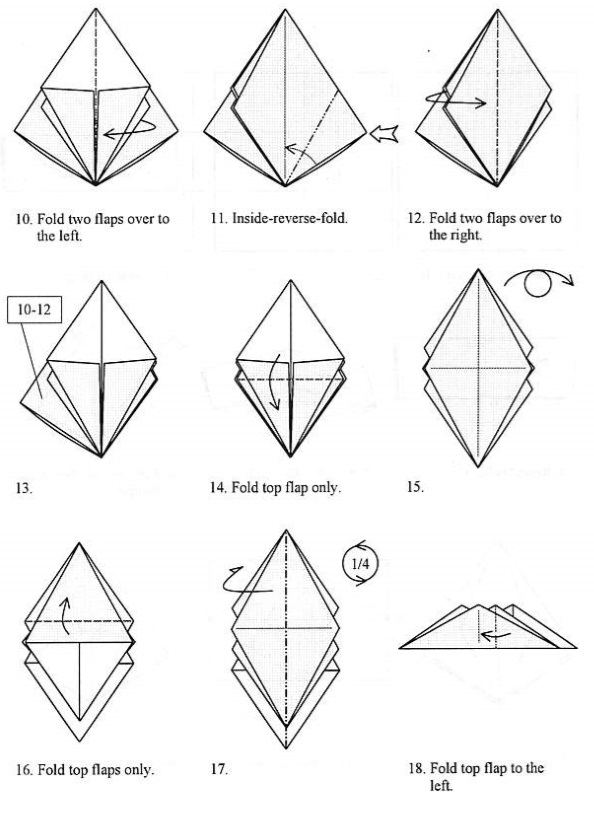 10. Fold two flaps over to
the left.
11. Inside-reverse-fold.
12. Fold two flaps over to
the right.
10-12
13.
14. Fold top flap only.
15.
1/4
16. Fold top flaps only.
17.
18. Fold top flap to the
left.